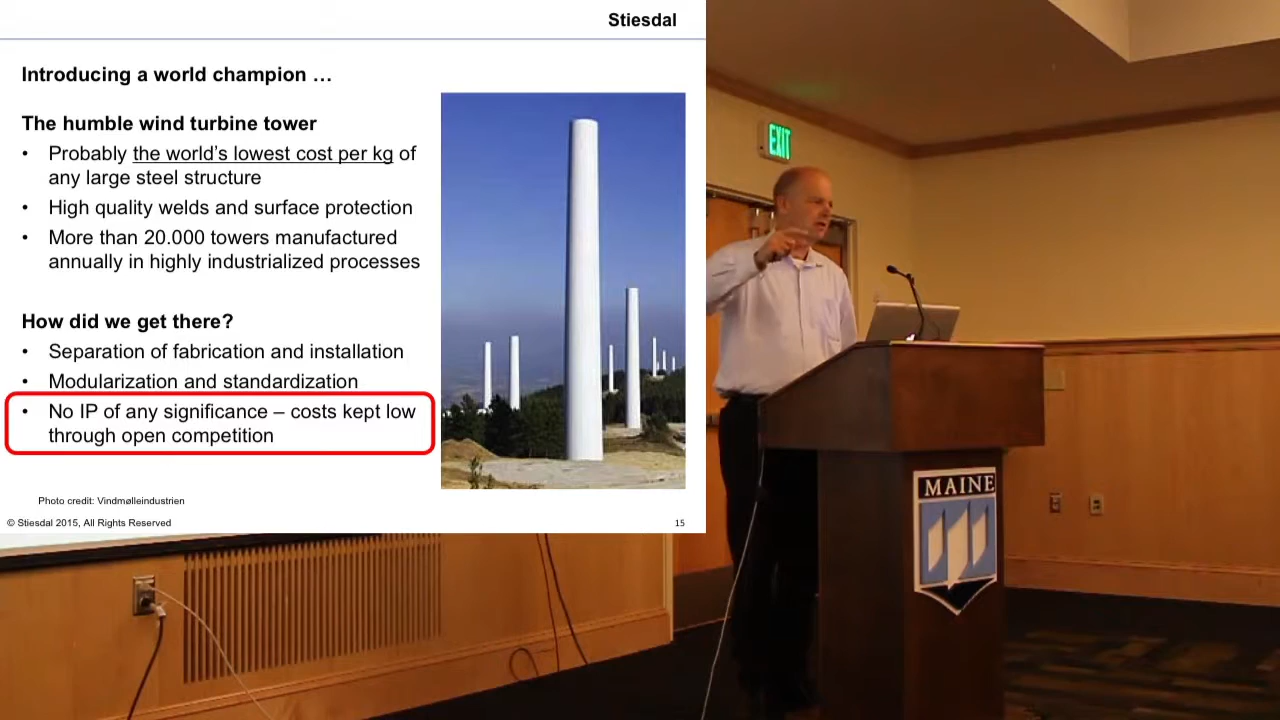 Stiesdal
Introducing a world champion …
The humble wind turbine tower
• Probably the world's lowest cost per kg of
any large steel structure
• High quality welds and surface protection
• More than 20.000 towers manufactured
annually in highly industrialized processes
How did we get there?
• Separation of fabrication and installation
• Modularization and standardization
• No IP of any significance – costs kept low
through open competition
Photo credit: Vindmølleindustrien
© Stiesdal 2015, All Rights Reserved
15
EXIT
MAINE